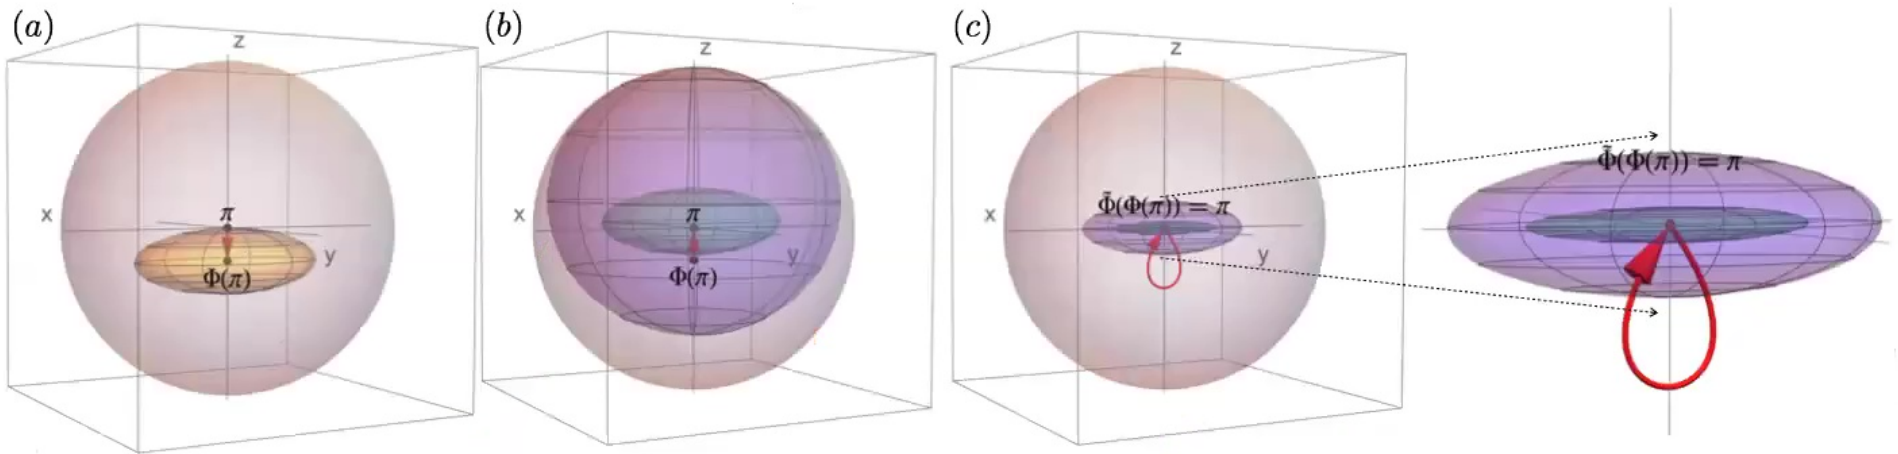 (a)
z
x
π
y
Φ(π)
(b)
z
x
π
y
Φ(π)
(c)
z
x
Φ̃(Φ(π)) = π
y
Φ̃(Φ(π)) = π